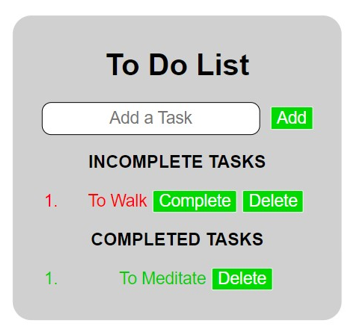 To Do List
Add a Task Add
INCOMPLETE TASKS
1. To Walk Complete Delete
COMPLETED TASKS
1. To Meditate Delete